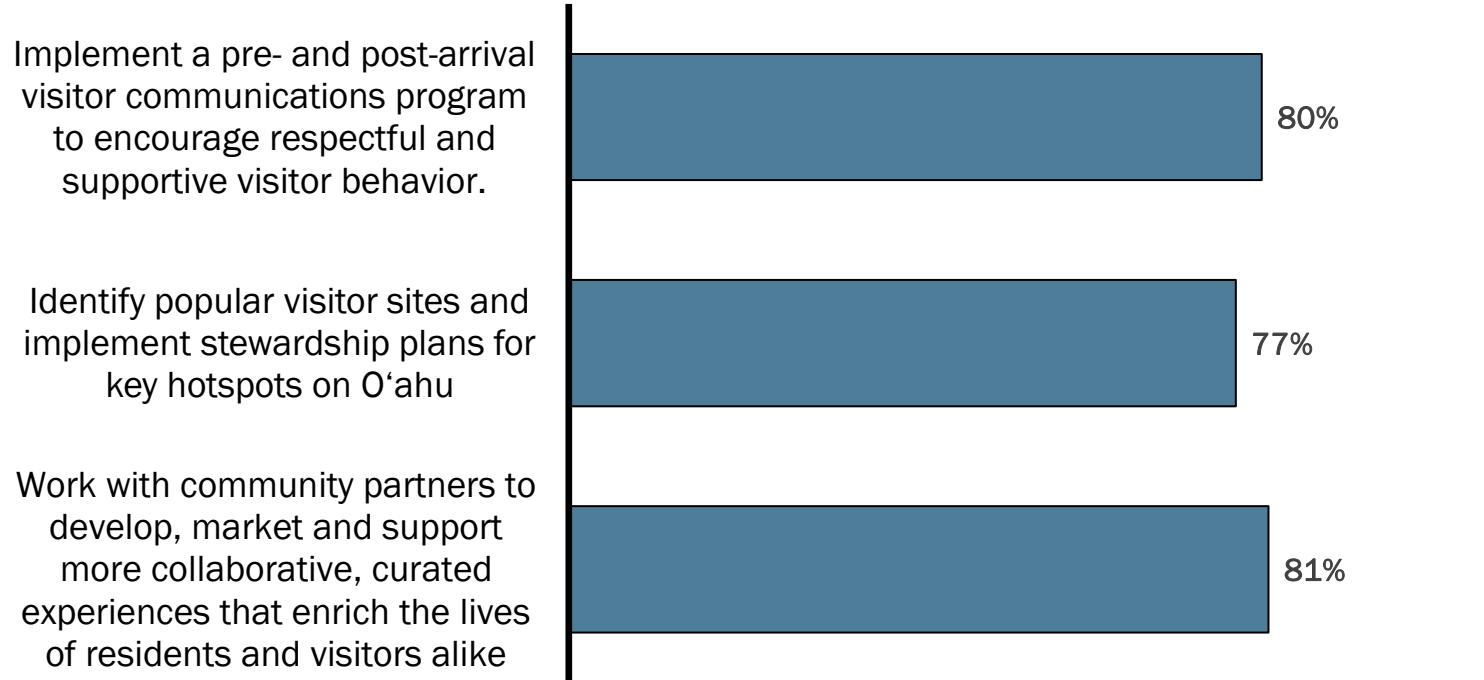 Implement a pre- and post-arrival
visitor communications program
to encourage respectful and
supportive visitor behavior.
80%
Identify popular visitor sites and
implement stewardship plans for
key hotspots on Oʻahu
77%
Work with community partners to
develop, market and support
more collaborative, curated
experiences that enrich the lives
of residents and visitors alike
81%